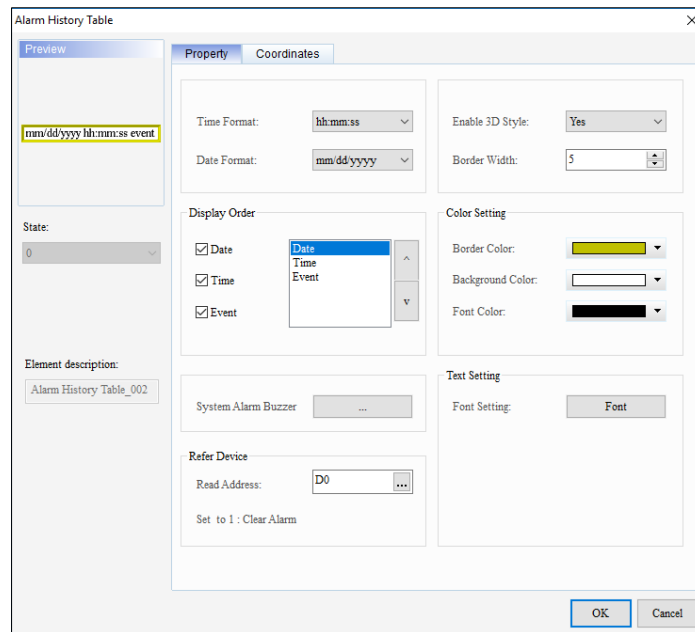 Alarm History Table
Preview
mm/dd/yyyy hh:mm:ss event
State:
0
Element description:
Alarm History Table_002
Property Coordinates
Time Format: hh:mm:ss
Date Format: mm/dd/yyyy
Enable 3D Style: Yes
Border Width: 5
Display Order
Date
Time
Event
Date
Time
Event
^
v
Color Setting
Border Color:
Background Color:
Font Color:
System Alarm Buzzer ...
Text Setting
Font Setting: Font
Refer Device
Read Address: D0 ...
Set to 1 : Clear Alarm
OK Cancel